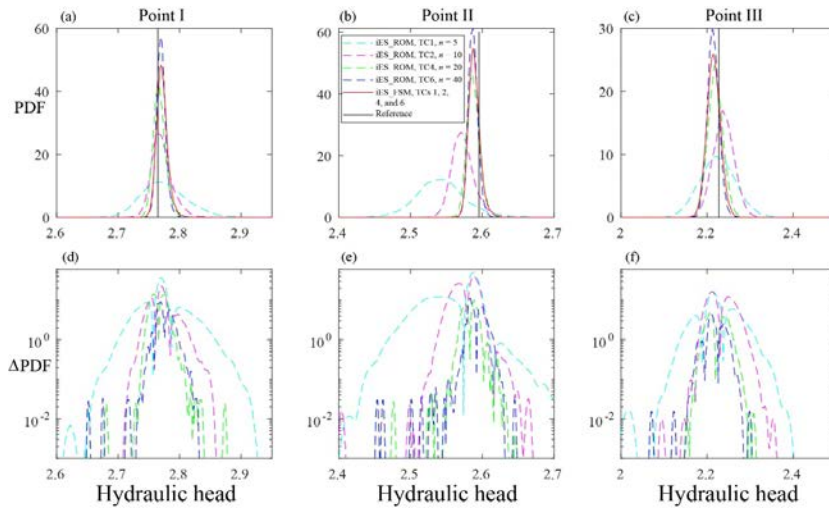 Point I
Point II
Point III
(a)
(b)
(c)
PDF
60
40
20
0
2.6
2.7
2.8
2.9
60
40
20
0
iES_ROM, TC1, n = 5
iES_ROM, TC2, n = 10
iES_ROM, TC4, n = 20
iES_ROM, TC6, n = 40
iES_FSM, TCs 1, 2,
4, and 6
Reference
2.4
2.5
2.6
2.7
30
20
10
0
2
2.2
2.4
(d)
(e)
(f)
ΔPDF
10⁰
10⁻²
2.6
2.7
2.8
2.9
10⁰
10⁻²
2.4
2.5
2.6
2.7
10⁰
10⁻²
2
2.2
2.4
Hydraulic head
Hydraulic head
Hydraulic head